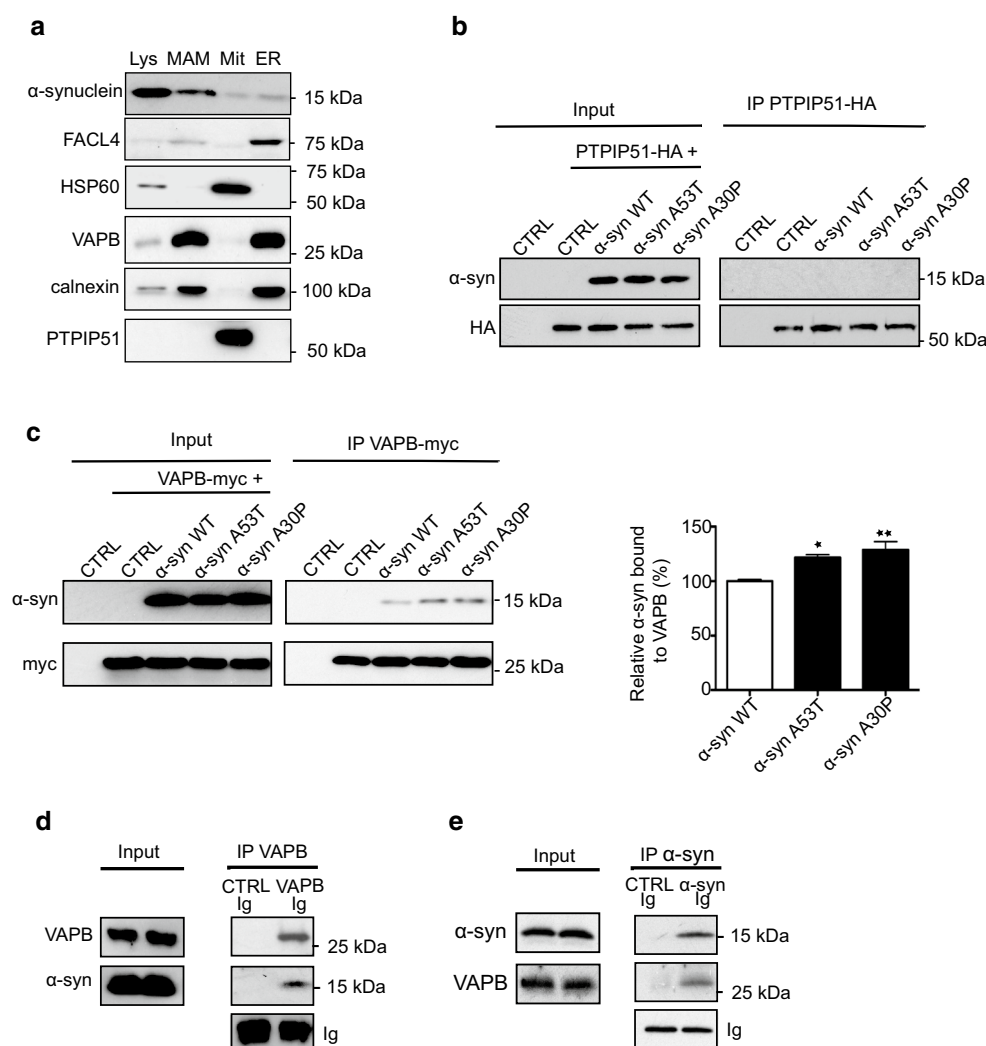 a
Lys MAM Mit ER
α-synuclein
15 kDa
FACL4
75 kDa
HSP60
75 kDa
50 kDa
VAPB
25 kDa
calnexin
100 kDa
PTPIP51
50 kDa
b
Input
IP PTPIP51-HA
PTPIP51-HA +
CTRL
CTRL
α-syn WT
α-syn A53T
α-syn A30P
CTRL
CTRL
α-syn WT
α-syn A53T
α-syn A30P
α-syn
15 kDa
HA
50 kDa
c
Input
IP VAPB-myc
VAPB-myc +
CTRL
CTRL
α-syn WT
α-syn A53T
α-syn A30P
CTRL
CTRL
α-syn WT
α-syn A53T
α-syn A30P
α-syn
15 kDa
myc
25 kDa
Relative α-syn bound
to VAPB (%)
150
100
50
0
α-syn WT
α-syn A53T
α-syn A30P
d
Input
IP VAPB
CTRL VAPB
Ig Ig
VAPB
25 kDa
α-syn
15 kDa
Ig
e
Input
IP α-syn
CTRL α-syn
Ig Ig
α-syn
15 kDa
VAPB
25 kDa
Ig